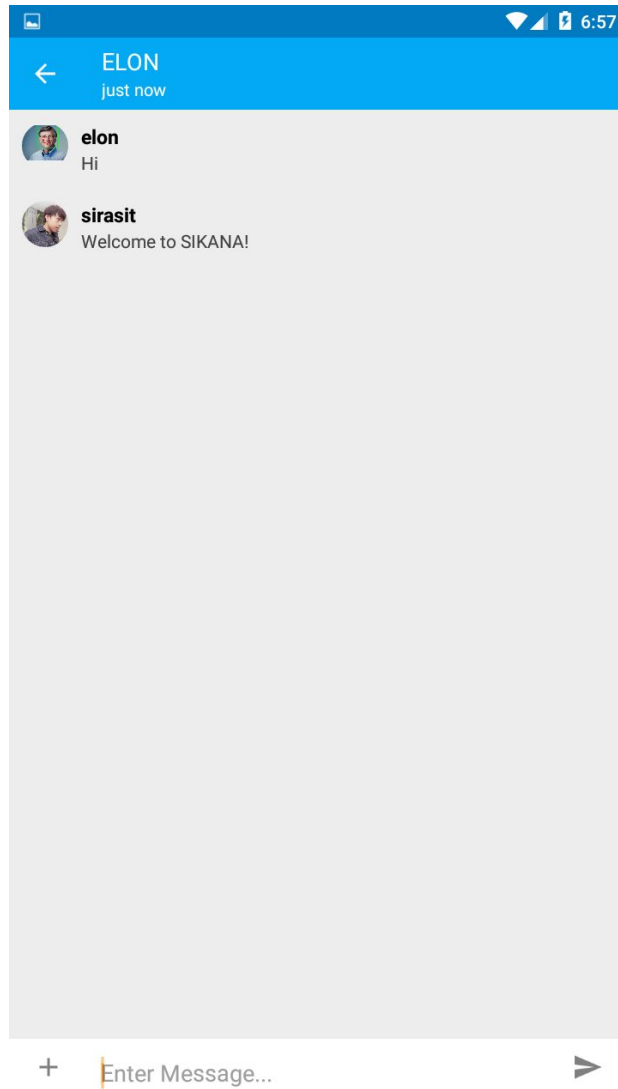 6:57
ELON
just now
elon
Hi
sirasit
Welcome to SIKANA!
Enter Message...